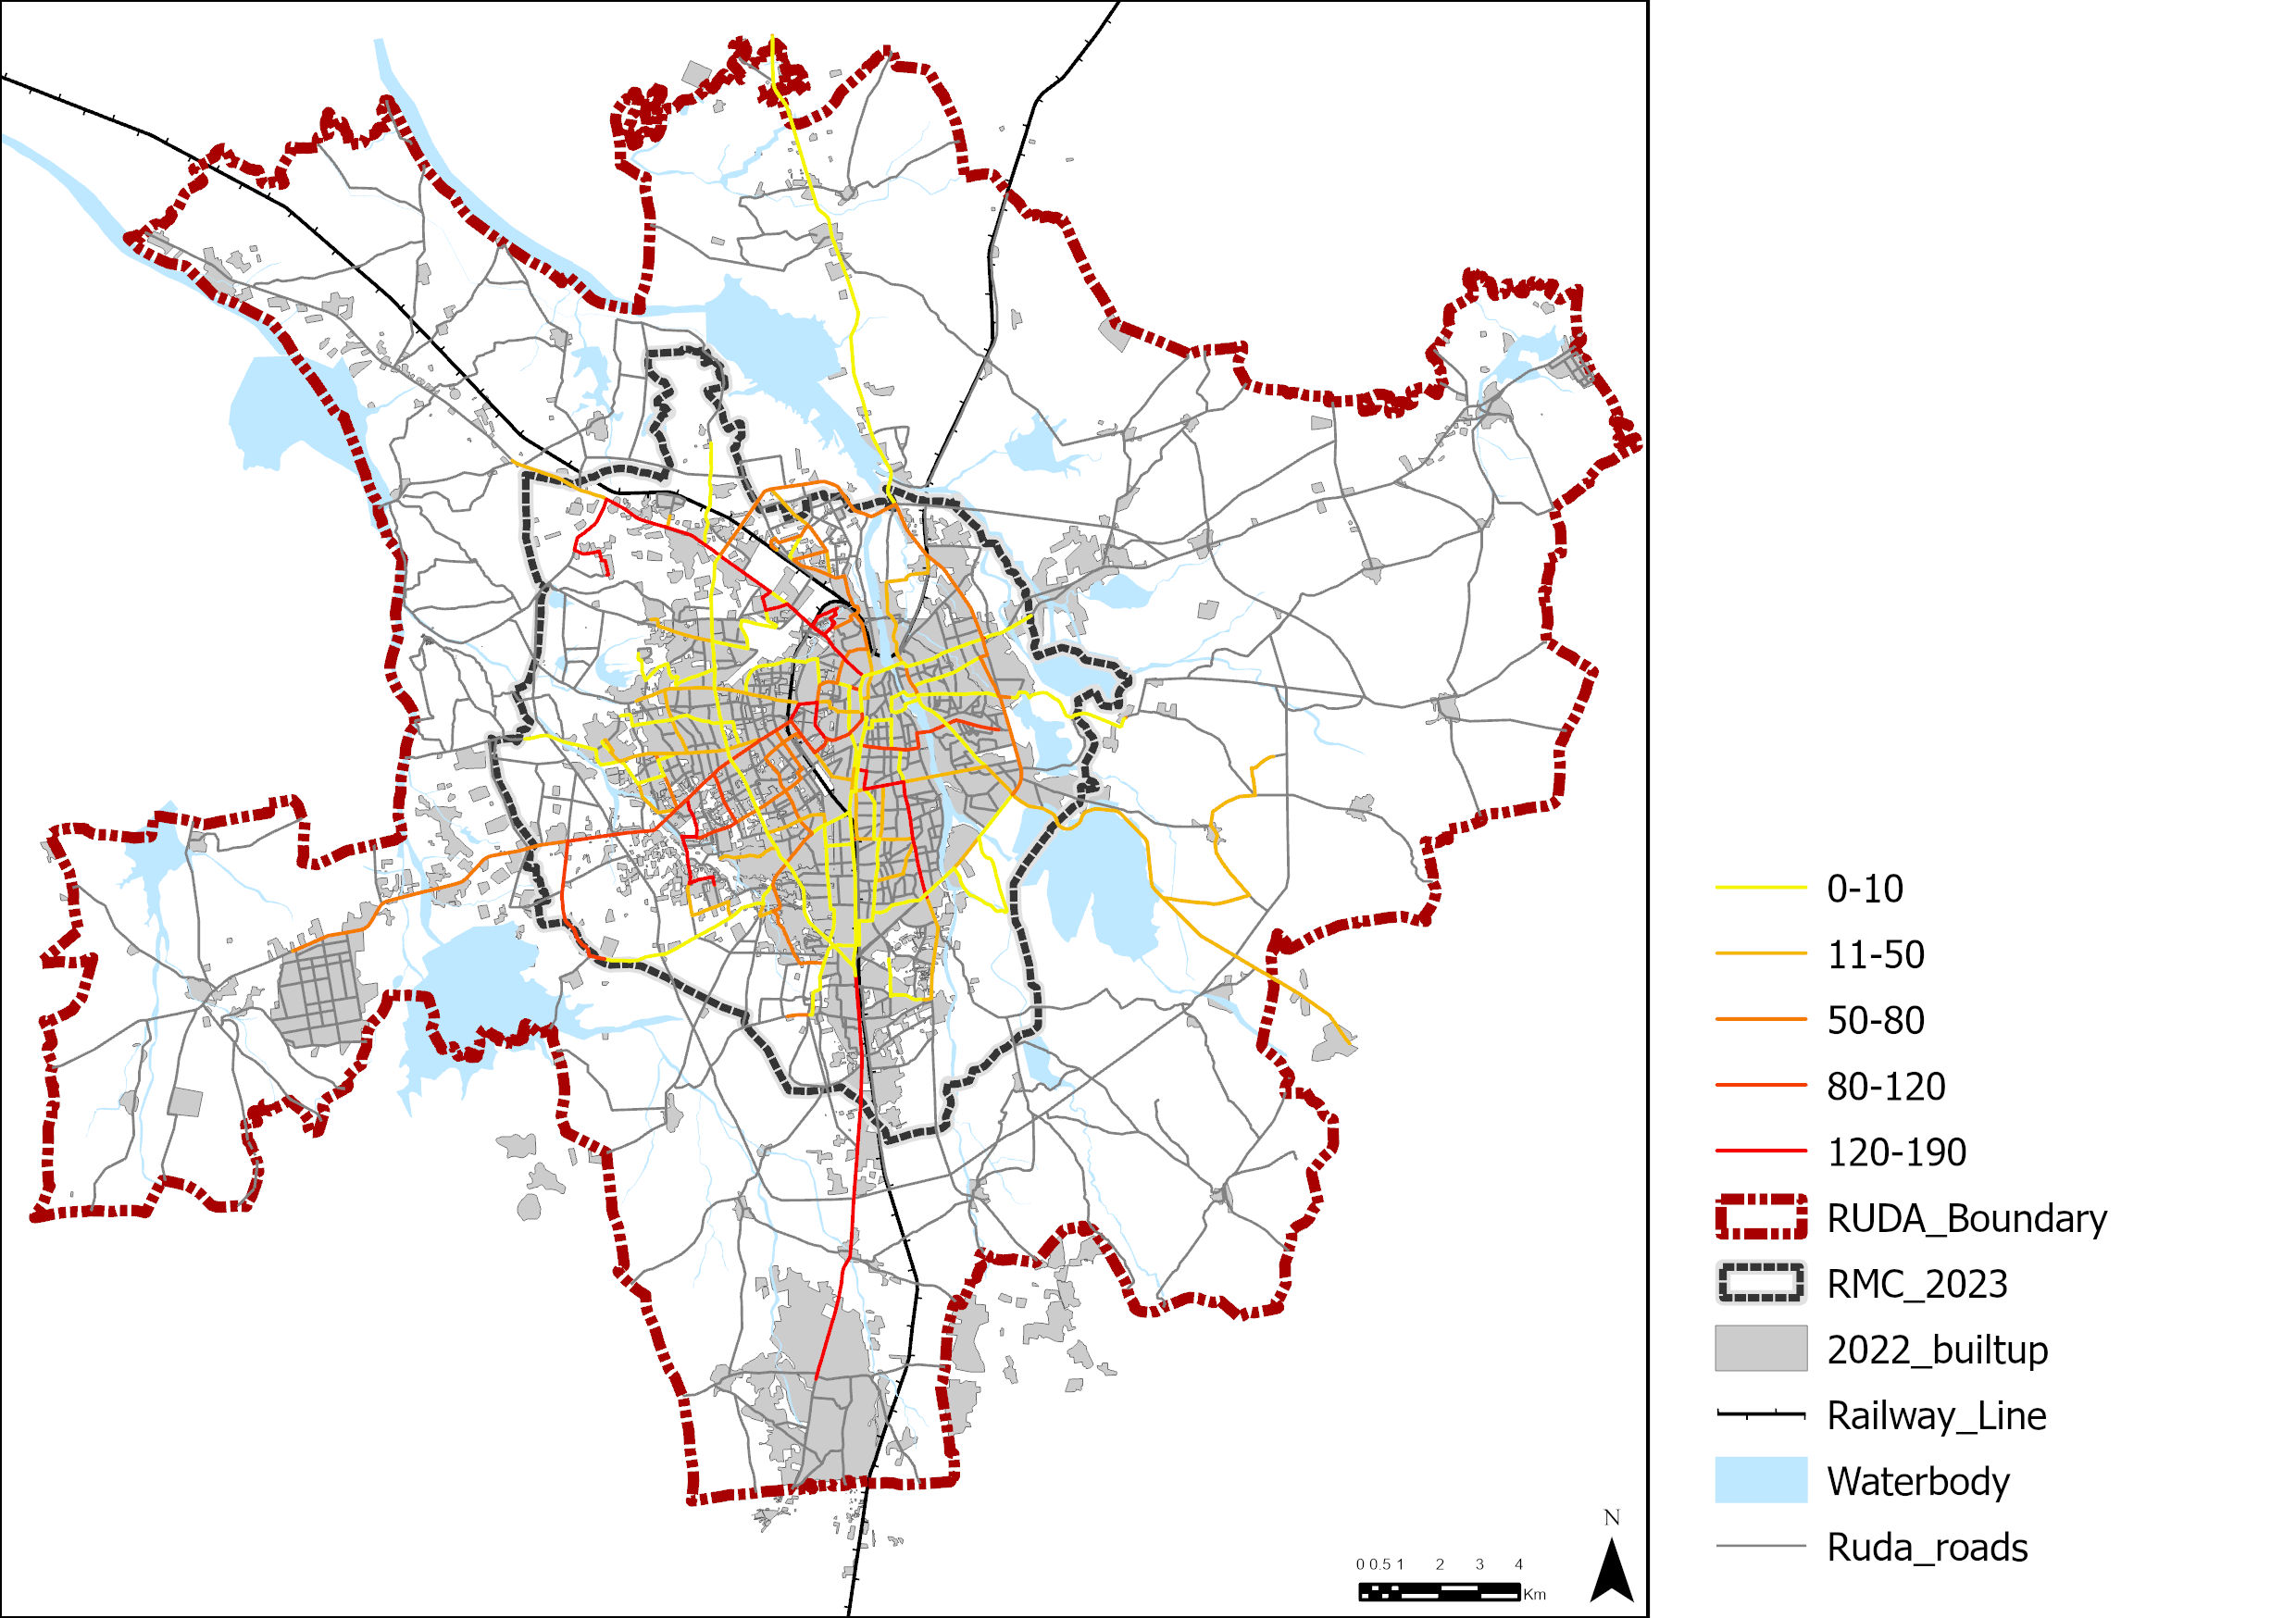 0-10
11-50
50-80
80-120
120-190
RUDA_Boundary
RMC_2023
2022_builtup
Railway_Line
Waterbody
Ruda_roads
N
0 0.5 1 2 3 4
Km